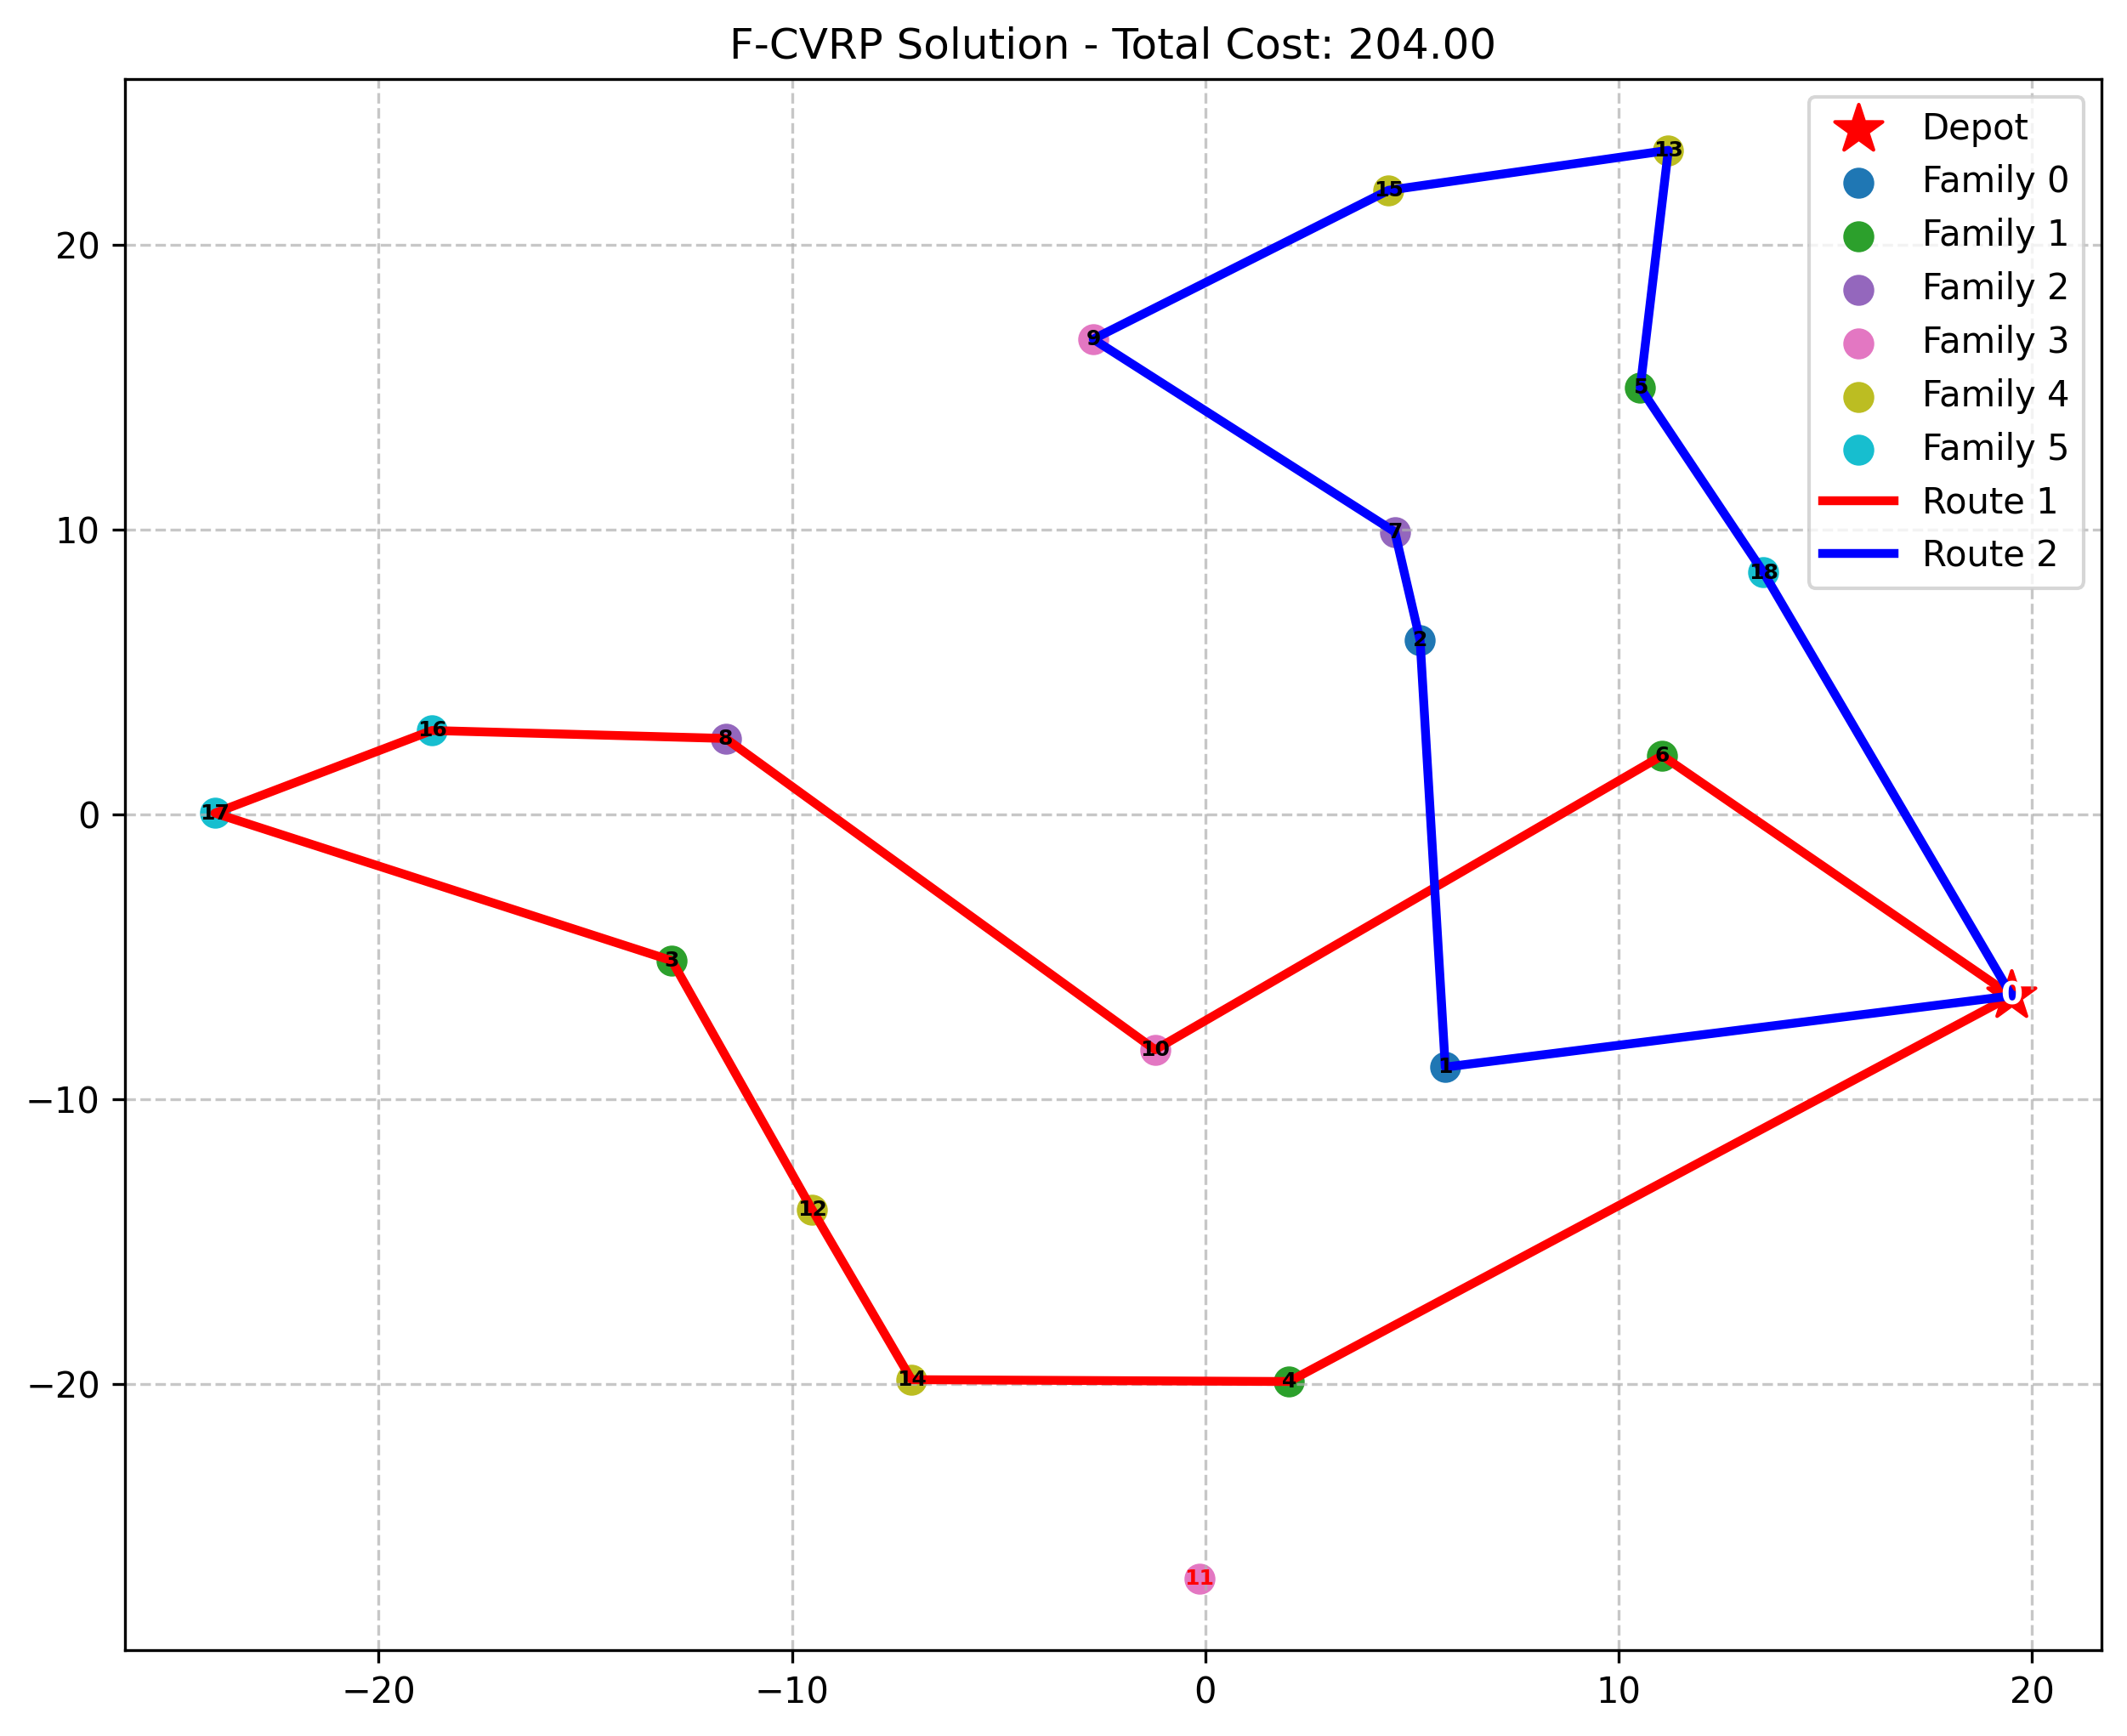 F-CVRP Solution - Total Cost: 204.00
Depot
Family 0
Family 1
Family 2
Family 3
Family 4
Family 5
Route 1
Route 2
13
15
9
5
7
18
2
16
8
6
17
3
0
10
1
12
14
4
11
20
10
0
−10
−20
−20
−10
0
10
20